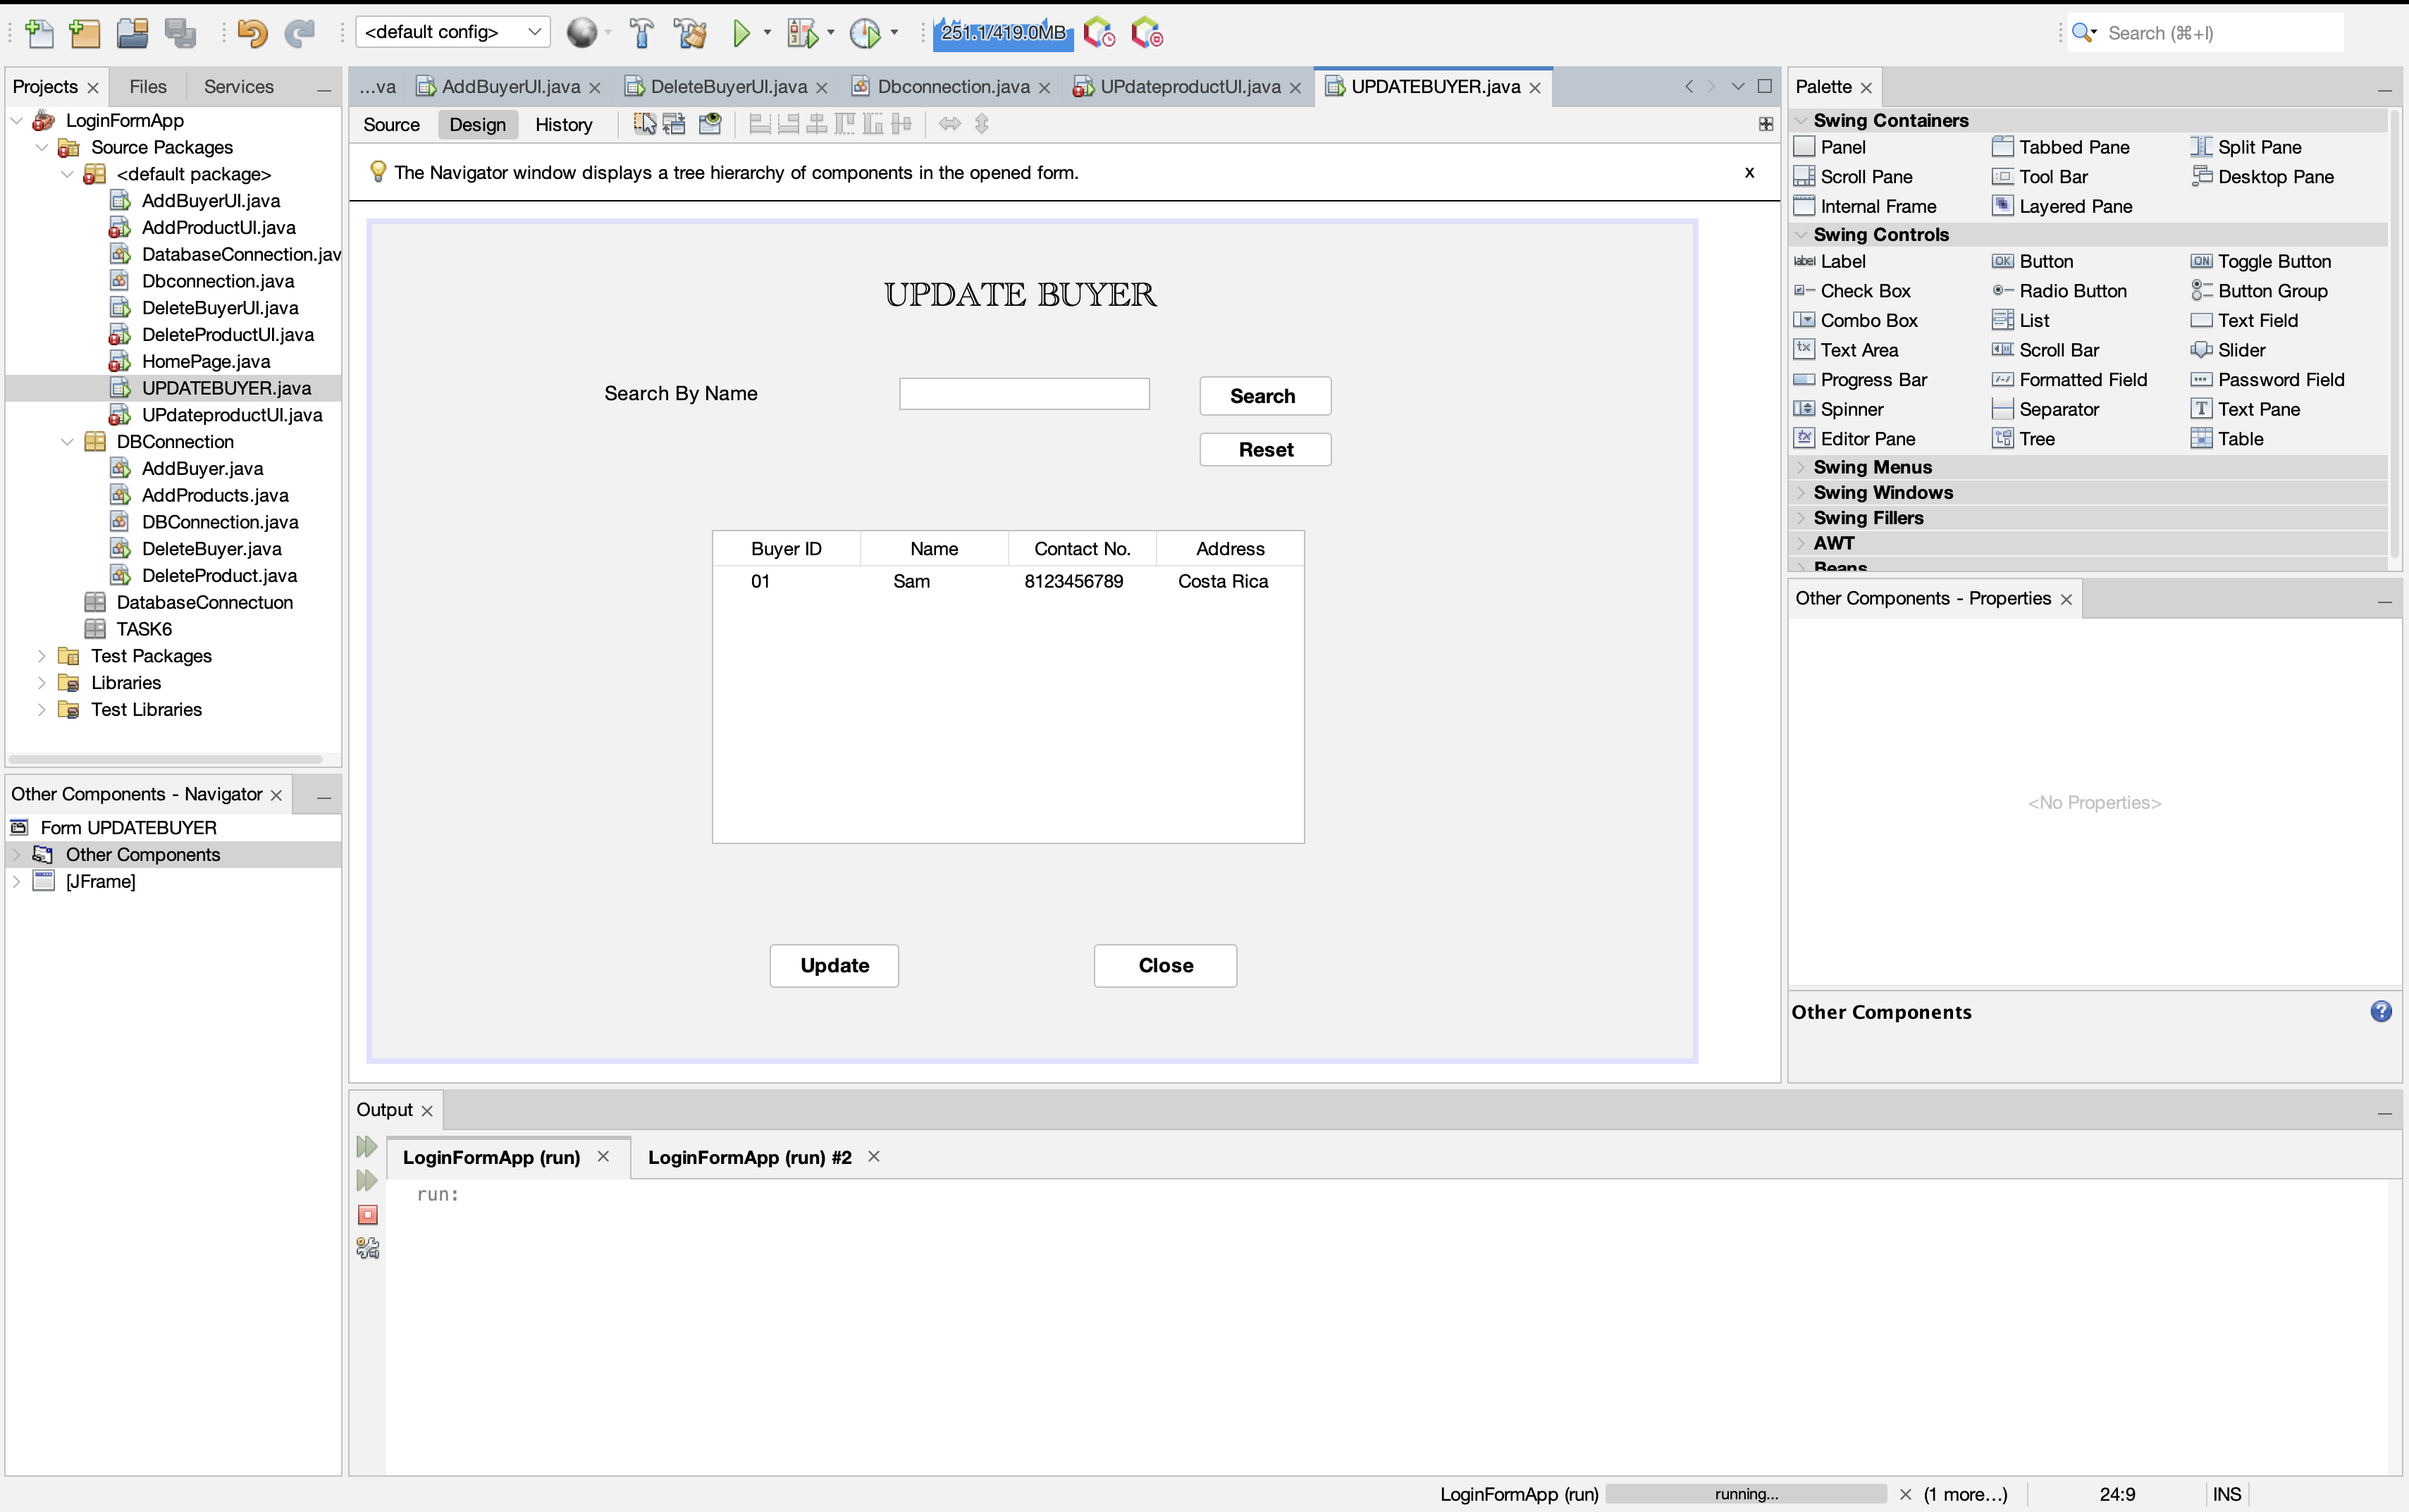 <default config>
251.1/419.0MB
Search (⌘+I)
Projects
Files
Services
LoginFormApp
Source Packages
<default package>
AddBuyerUI.java
AddProductUI.java
DatabaseConnection.jav
Dbconnection.java
DeleteBuyerUI.java
DeleteProductUI.java
HomePage.java
UPDATEBUYER.java
UPdateproductUI.java
DBConnection
AddBuyer.java
AddProducts.java
DBConnection.java
DeleteBuyer.java
DeleteProduct.java
DatabaseConnectuon
TASK6
Test Packages
Libraries
Test Libraries
Other Components - Navigator
Form UPDATEBUYER
Other Components
[JFrame]
...va
AddBuyerUI.java
DeleteBuyerUI.java
Dbconnection.java
UPdateproductUI.java
UPDATEBUYER.java
Source
Design
History
The Navigator window displays a tree hierarchy of components in the opened form.
x
UPDATE BUYER
Search By Name
Search
Reset
Buyer ID Name Contact No. Address
01 Sam 8123456789 Costa Rica
Update
Close
Output
LoginFormApp (run)
LoginFormApp (run) #2
run:
Palette
Swing Containers
Panel Tabbed Pane Split Pane
Scroll Pane Tool Bar Desktop Pane
Internal Frame Layered Pane
Swing Controls
label Label OK Button ON Toggle Button
Check Box Radio Button Button Group
Combo Box List Text Field
Text Area Scroll Bar Slider
Progress Bar Formatted Field Password Field
Spinner Separator Text Pane
Editor Pane Tree Table
Swing Menus
Swing Windows
Swing Fillers
AWT
Beans
Other Components - Properties
<No Properties>
Other Components
LoginFormApp (run) running... (1 more...) 24:9 INS